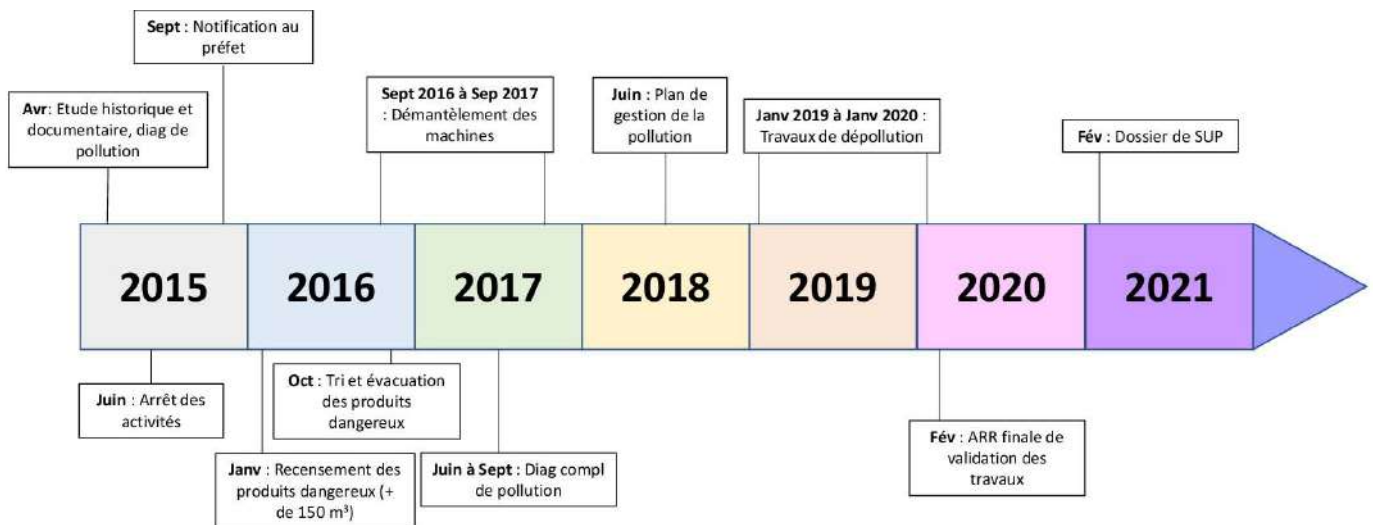 Sept : Notification au
préfet
Avr: Etude historique et
documentaire, diag de
pollution
Sept 2016 à Sep 2017
: Démantèlement des
machines
Juin : Plan de
gestion de la
pollution
Janv 2019 à Janv 2020 :
Travaux de dépollution
Fév : Dossier de SUP
2015
2016
2017
2018
2019
2020
2021
Juin : Arrêt des
activités
Oct : Tri et évacuation
des produits
dangereux
Janv : Recensement des
produits dangereux (+
de 150 m³)
Juin à Sept : Diag compl
de pollution
Fév : ARR finale de
validation des
travaux